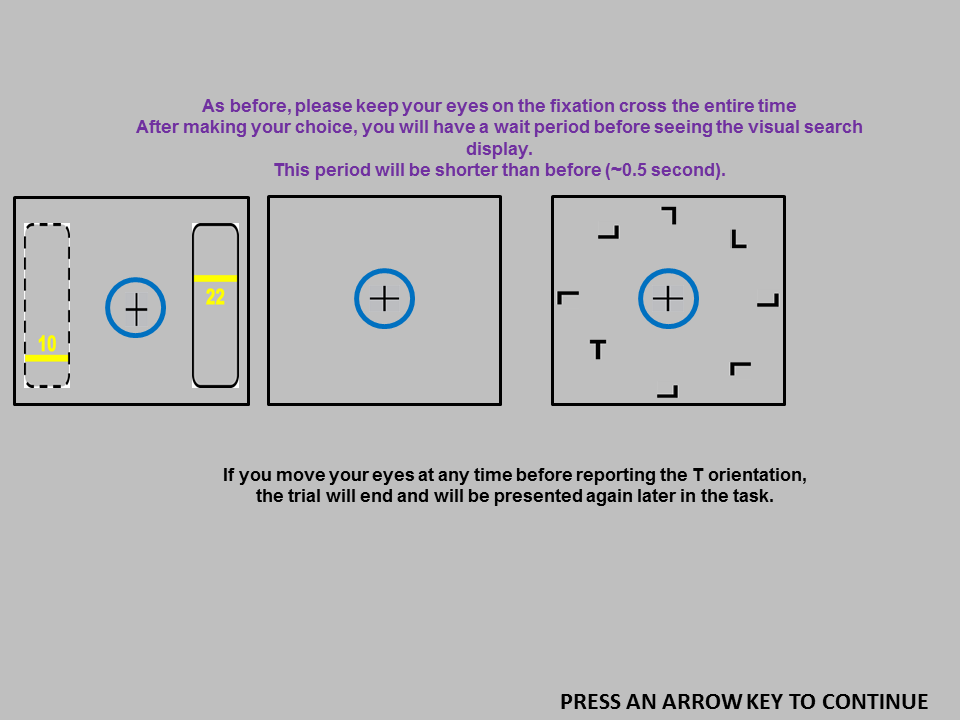 As before, please keep your eyes on the fixation cross the entire time
After making your choice, you will have a wait period before seeing the visual search
display.
This period will be shorter than before (~0.5 second).
10
22
T
L
If you move your eyes at any time before reporting the T orientation,
the trial will end and will be presented again later in the task.
PRESS AN ARROW KEY TO CONTINUE